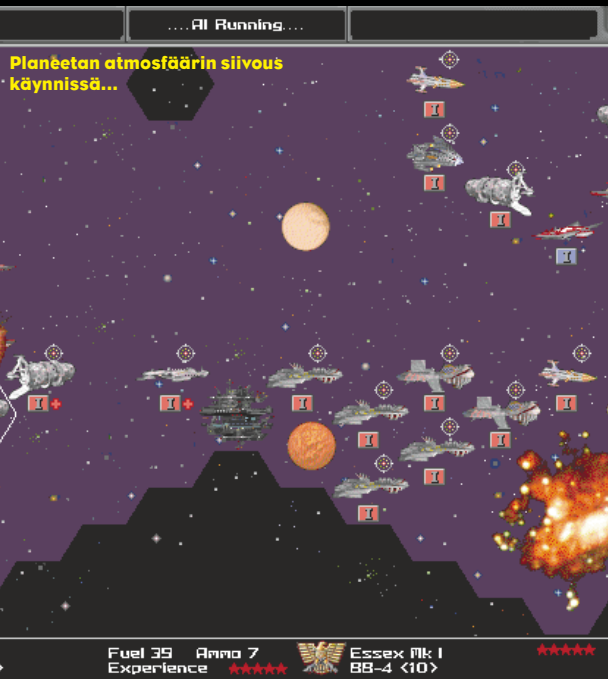 ....AI Running....
Planeetan atmosfäärin siivous
käynnissä...
I
I
I
I
I
I
I
I
I
I
I
I
I
Fuel 39 Ammo 7
Experience
Essex Mk I
BB-4 <10>